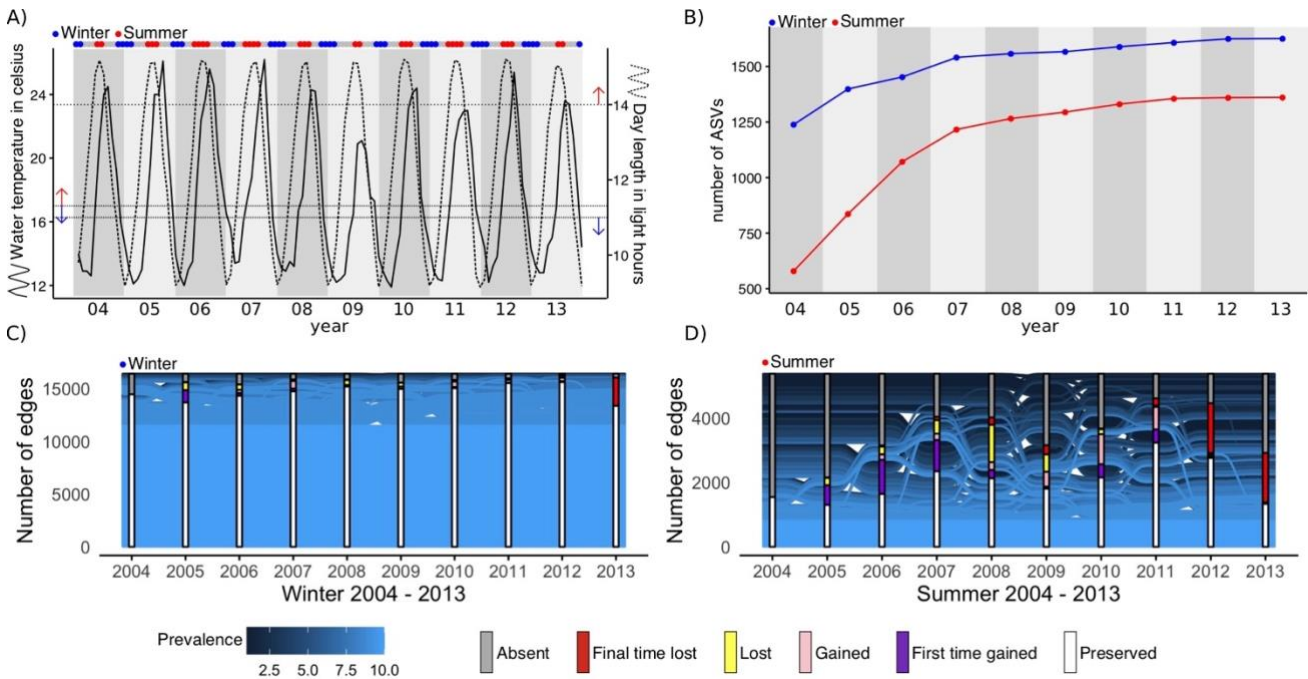 A)
Winter Summer
Water temperature in celsius
24
20
16
12
14
12
10
Day length in light hours
04 05 06 07 08 09 10 11 12 13
year
B)
Winter Summer
number of ASVs
1500
1250
1000
750
500
04 05 06 07 08 09 10 11 12 13
year
C)
Winter
Number of edges
15000
10000
5000
0
2004 2005 2006 2007 2008 2009 2010 2011 2012 2013
Winter 2004 - 2013
D)
Summer
Number of edges
4000
2000
0
2004 2005 2006 2007 2008 2009 2010 2011 2012 2013
Summer 2004 - 2013
Prevalence
2.5 5.0 7.5 10.0
Absent Final time lost Lost Gained First time gained Preserved